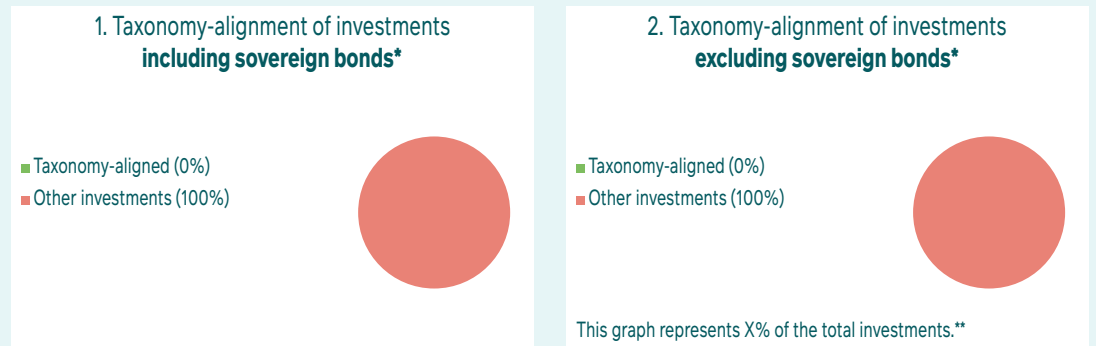 1. Taxonomy-alignment of investments
including sovereign bonds*
Taxonomy-aligned (0%)
Other investments (100%)
2. Taxonomy-alignment of investments
excluding sovereign bonds*
Taxonomy-aligned (0%)
Other investments (100%)
This graph represents X% of the total investments.**